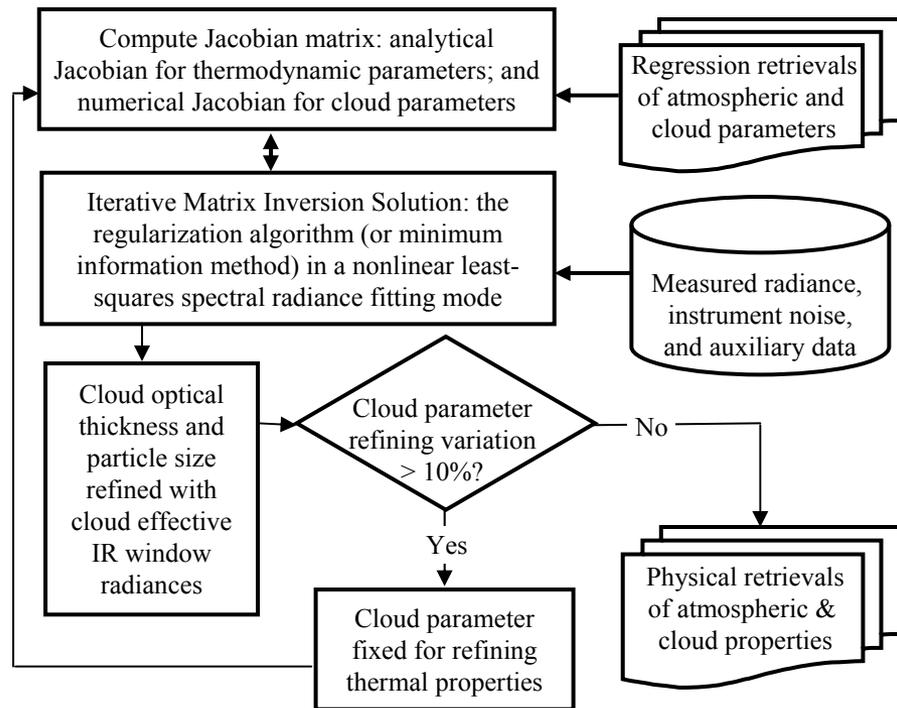 Compute Jacobian matrix: analytical
Jacobian for thermodynamic parameters; and
numerical Jacobian for cloud parameters
Regression retrievals
of atmospheric and
cloud parameters
Iterative Matrix Inversion Solution: the
regularization algorithm (or minimum
information method) in a nonlinear least-
squares spectral radiance fitting mode
Measured radiance,
instrument noise,
and auxiliary data
Cloud optical
thickness and
particle size
refined with
cloud effective
IR window
radiances
Cloud parameter
refining variation
> 10%?
No
Yes
Cloud parameter
fixed for refining
thermal properties
Physical retrievals
of atmospheric &
cloud properties